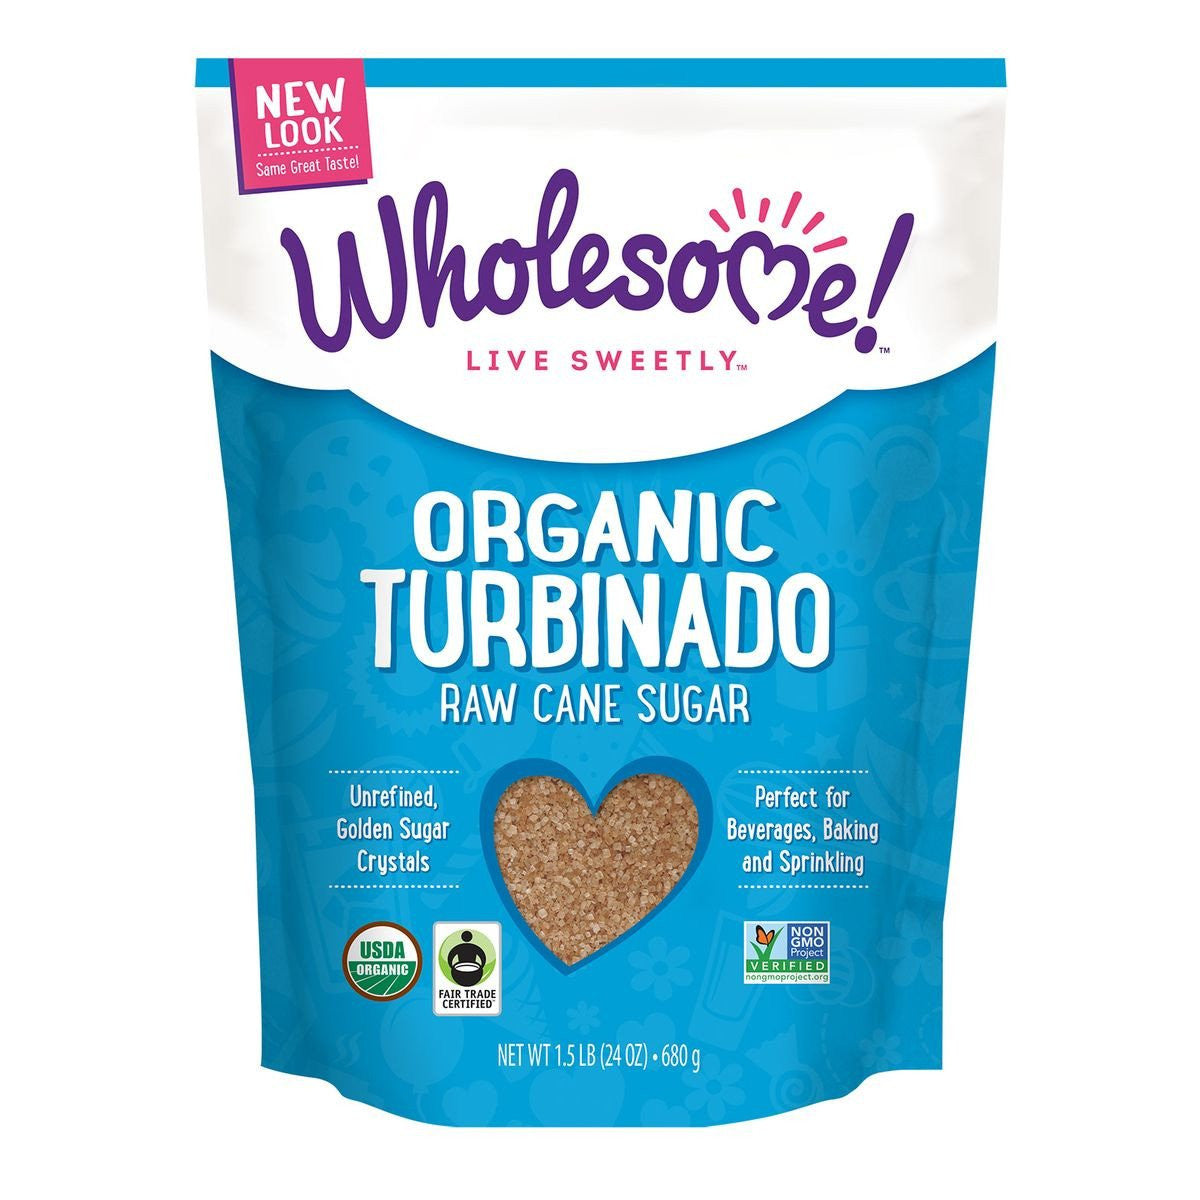 NEW
LOOK
Same Great Taste!
Wholesome!™
LIVE SWEETLY™
ORGANIC
TURBINADO
RAW CANE SUGAR
Unrefined,
Golden Sugar
Crystals
Perfect for
Beverages, Baking
and Sprinkling
USDA
ORGANIC
FAIR TRADE
CERTIFIED™
NON
GMO
Project
VERIFIED
nongmoproject.org
NET WT 1.5 LB (24 OZ) • 680 g